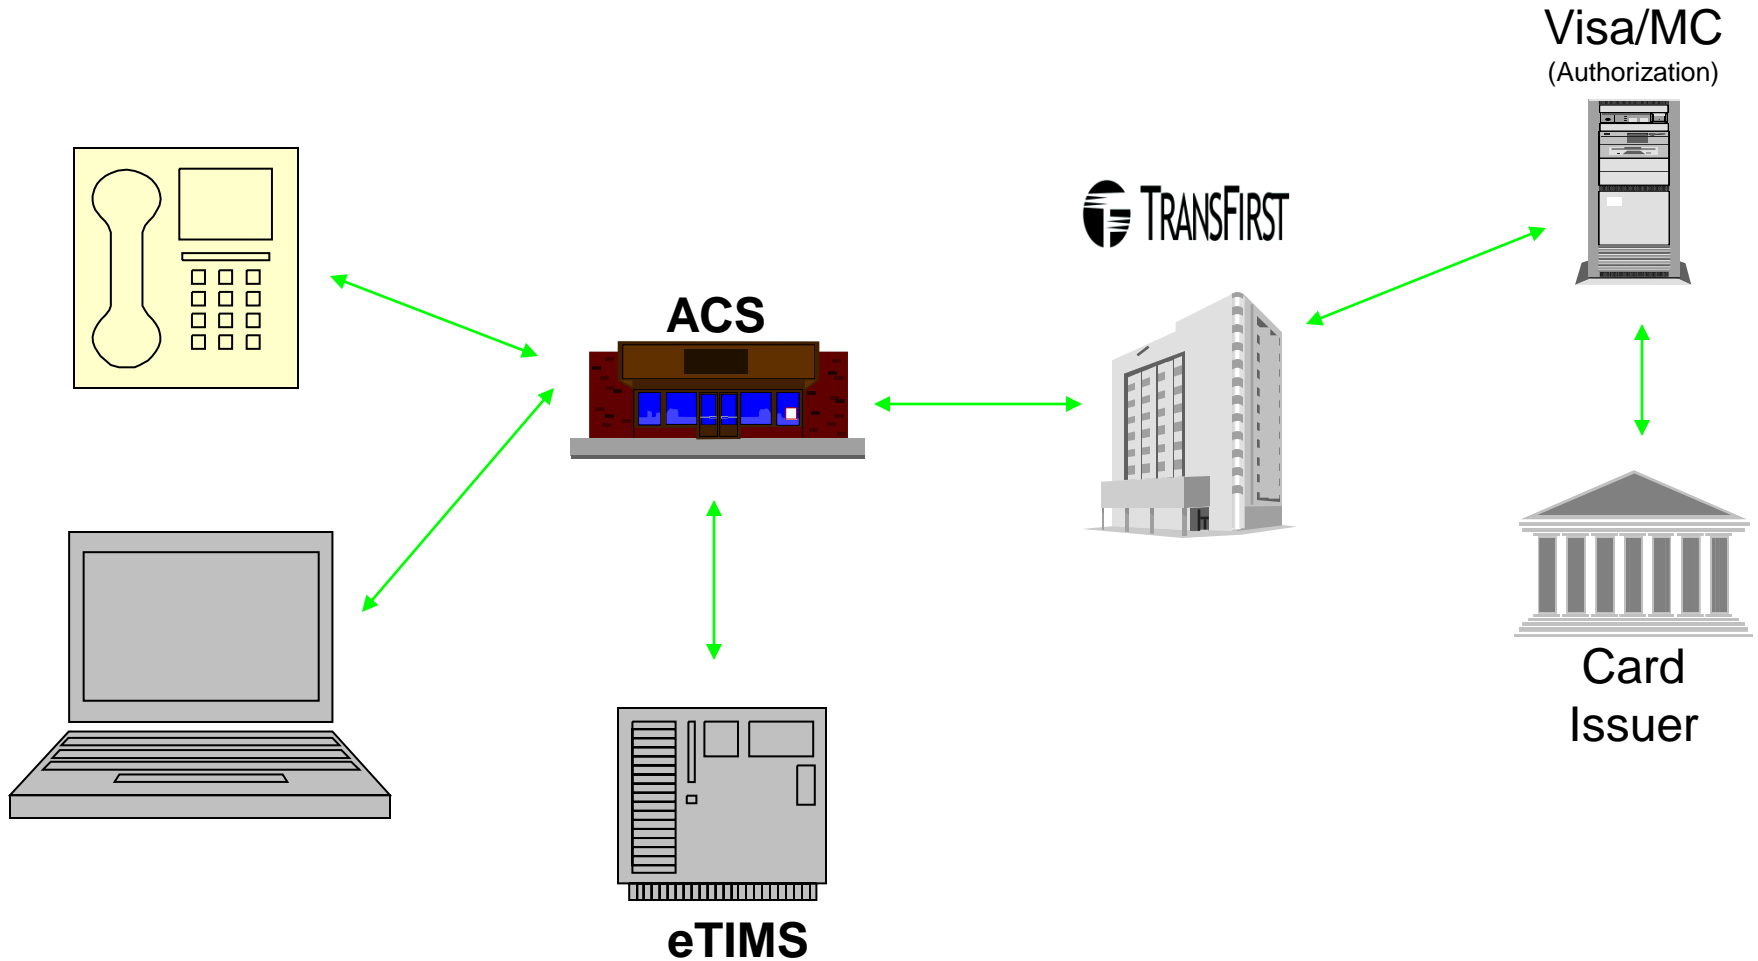 Visa/MC
(Authorization)
TRANSFIRST
ACS
Card
Issuer
eTIMS